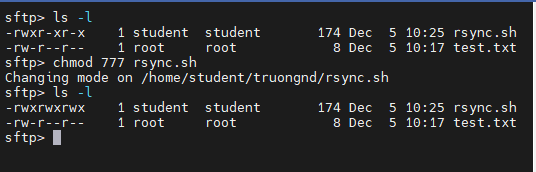 sftp> ls -l
-rwxr-xr-x    1 student  student       174 Dec  5 10:25 rsync.sh
-rw-r--r--    1 root     root            8 Dec  5 10:17 test.txt
sftp> chmod 777 rsync.sh
Changing mode on /home/student/truongnd/rsync.sh
sftp> ls -l
-rwxrwxrwx    1 student  student       174 Dec  5 10:25 rsync.sh
-rw-r--r--    1 root     root            8 Dec  5 10:17 test.txt
sftp>